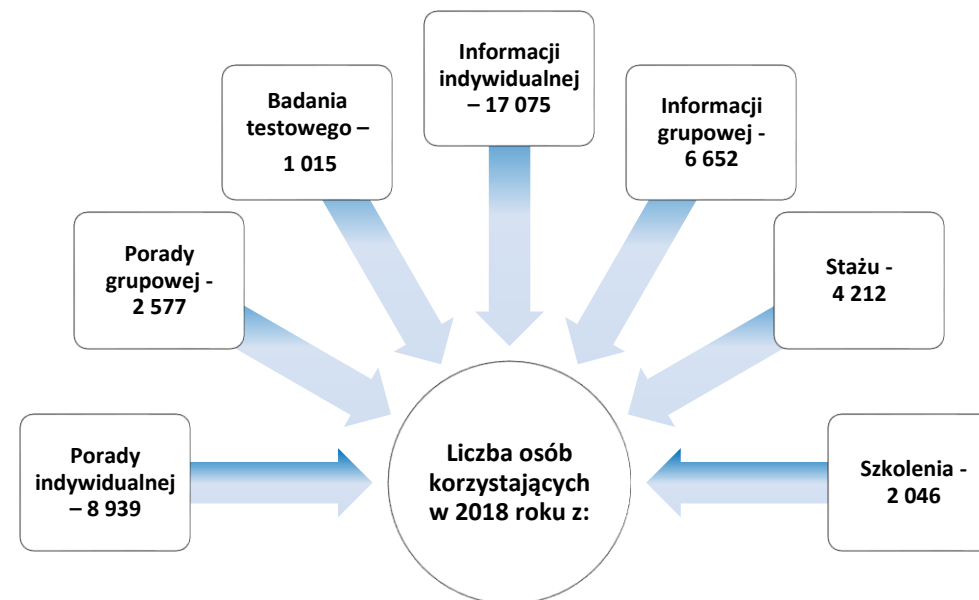 Informacji
indywidualnej
– 17 075
Badania
testowego –
1 015
Informacji
grupowej -
6 652
Porady
grupowej -
2 577
Stażu -
4 212
Porady
indywidualnej
– 8 939
Liczba osób
korzystających
w 2018 roku z:
Szkolenia -
2 046